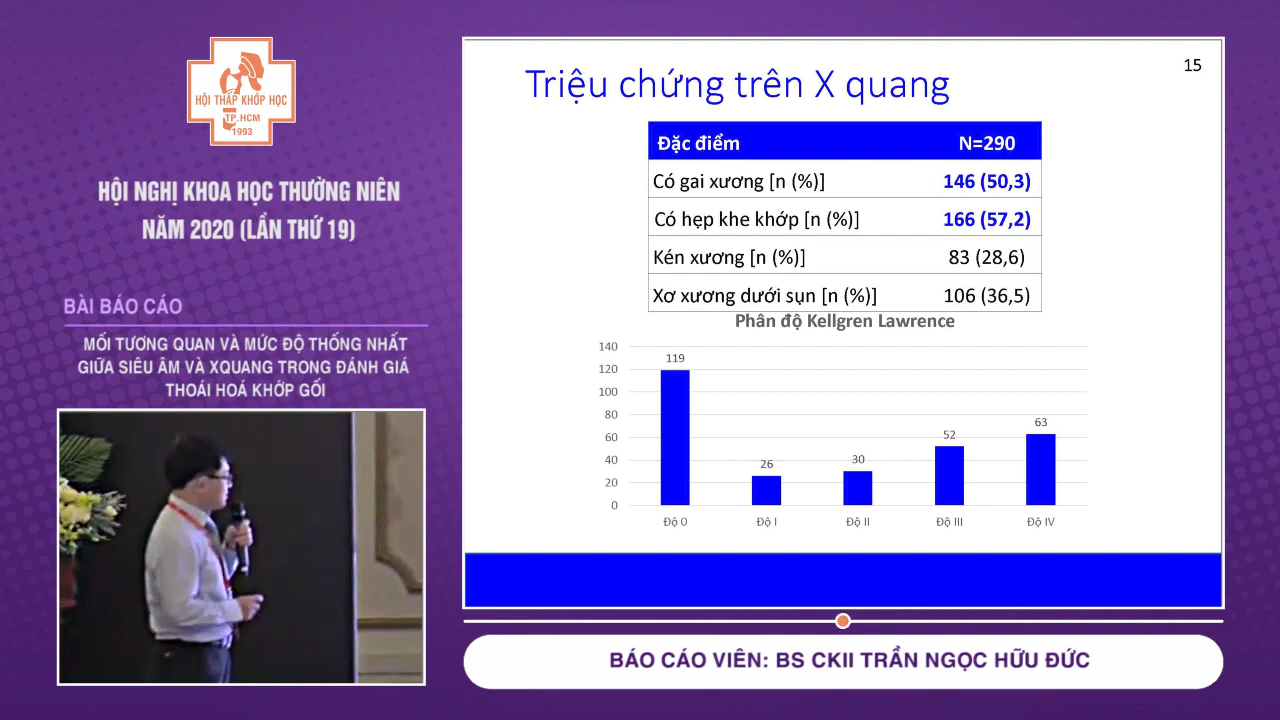 HỘI THẤP KHỚP HỌC
TP.HCM
1993
HỘI NGHỊ KHOA HỌC THƯỜNG NIÊN
NĂM 2020 (LẦN THỨ 19)
BÀI BÁO CÁO
MỐI TƯƠNG QUAN VÀ MỨC ĐỘ THỐNG NHẤT
GIỮA SIÊU ÂM VÀ XQUANG TRONG ĐÁNH GIÁ
THOÁI HOÁ KHỚP GỐI
15
Triệu chứng trên X quang
Đặc điểm N=290
Có gai xương [n (%)] 146 (50,3)
Có hẹp khe khớp [n (%)] 166 (57,2)
Kén xương [n (%)] 83 (28,6)
Xơ xương dưới sụn [n (%)] 106 (36,5)
Phân độ Kellgren Lawrence
140
120
100
80
60
40
20
0
119
26
30
52
63
Độ 0 Độ I Độ II Độ III Độ IV
BÁO CÁO VIÊN: BS CKII TRẦN NGỌC HỮU ĐỨC